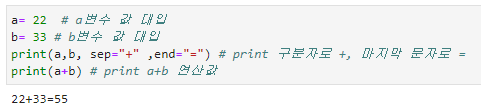 a= 22  # a변수 값 대입
b= 33 # b변수 값 대입
print(a,b, sep="+" ,end="=") # print 구분자로 +, 마지막 문자로 =
print(a+b) # print a+b 연산값
22+33=55